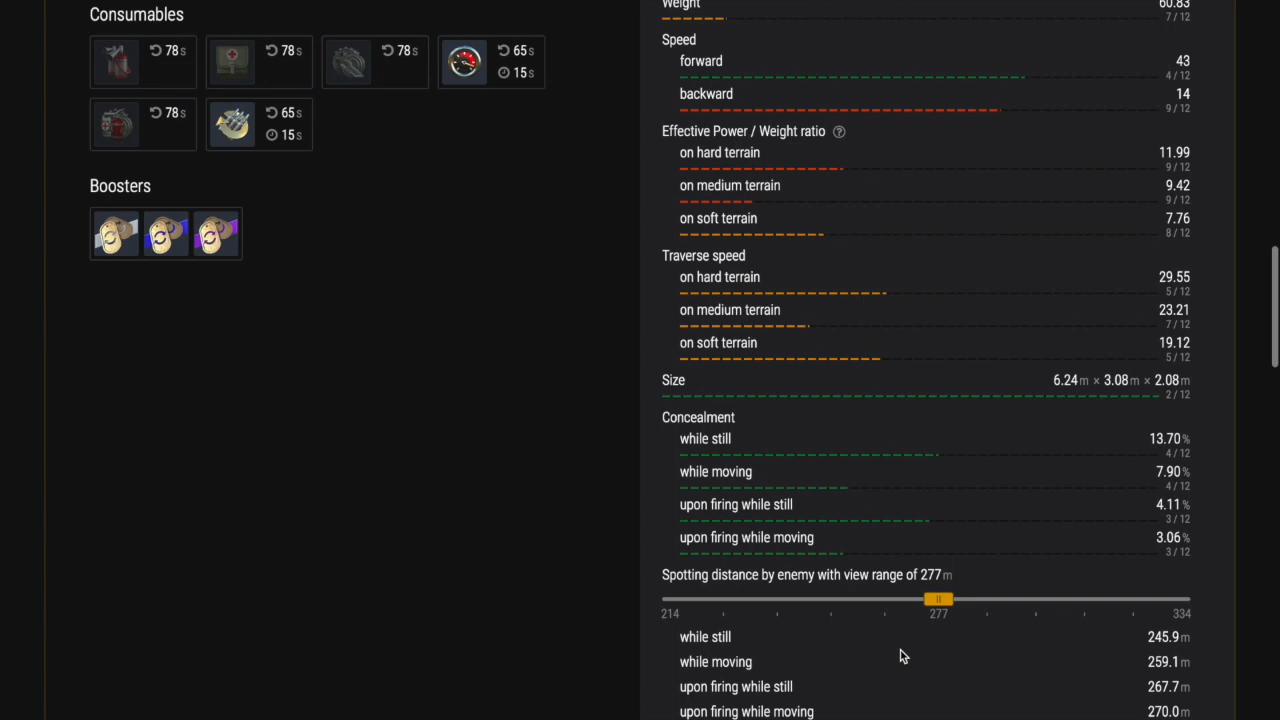 Consumables
78 s
78 s
78 s
65 s
15 s
78 s
65 s
15 s
Boosters
Weight 60.83
7 / 12
Speed
forward 43
4 / 12
backward 14
9 / 12
Effective Power / Weight ratio ?
on hard terrain 11.99
9 / 12
on medium terrain 9.42
9 / 12
on soft terrain 7.76
8 / 12
Traverse speed
on hard terrain 29.55
5 / 12
on medium terrain 23.21
7 / 12
on soft terrain 19.12
5 / 12
Size 6.24 m × 3.08 m × 2.08 m
2 / 12
Concealment
while still 13.70 %
4 / 12
while moving 7.90 %
4 / 12
upon firing while still 4.11 %
3 / 12
upon firing while moving 3.06 %
3 / 12
Spotting distance by enemy with view range of 277 m
214 277 334
while still 245.9 m
while moving 259.1 m
upon firing while still 267.7 m
upon firing while moving 270.0 m